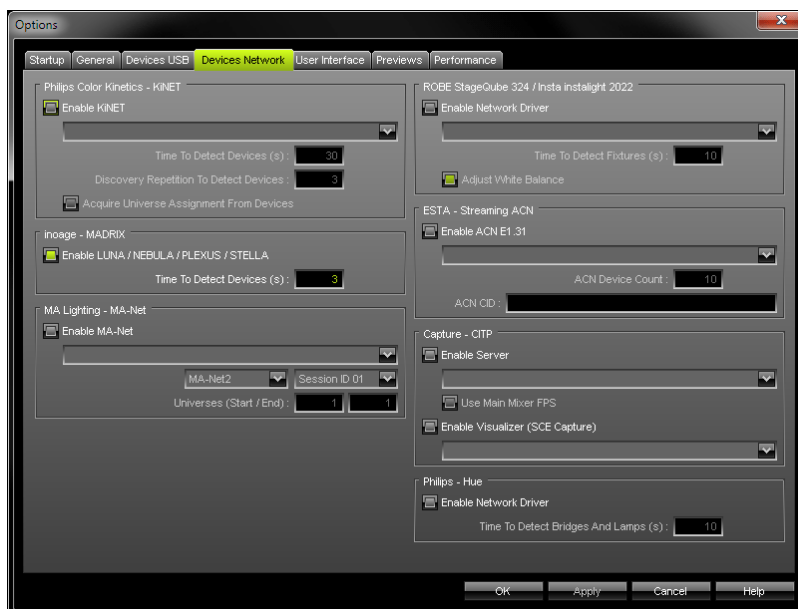 Options
Startup General Devices USB Devices Network User Interface Previews Performance
Philips Color Kinetics - KiNET
Enable KiNET
Time To Detect Devices (s) : 30
Discovery Repetition To Detect Devices : 3
Acquire Universe Assignment From Devices
inoage - MADRIX
Enable LUNA / NEBULA / PLEXUS / STELLA
Time To Detect Devices (s) : 3
MA Lighting - MA-Net
Enable MA-Net
MA-Net2 Session ID 01
Universes (Start / End) : 1 1
ROBE StageQube 324 / Insta instalight 2022
Enable Network Driver
Time To Detect Fixtures (s) : 10
Adjust White Balance
ESTA - Streaming ACN
Enable ACN E1.31
ACN Device Count : 10
ACN CID :
Capture - CITP
Enable Server
Use Main Mixer FPS
Enable Visualizer (SCE Capture)
Philips - Hue
Enable Network Driver
Time To Detect Bridges And Lamps (s) : 10
OK Apply Cancel Help